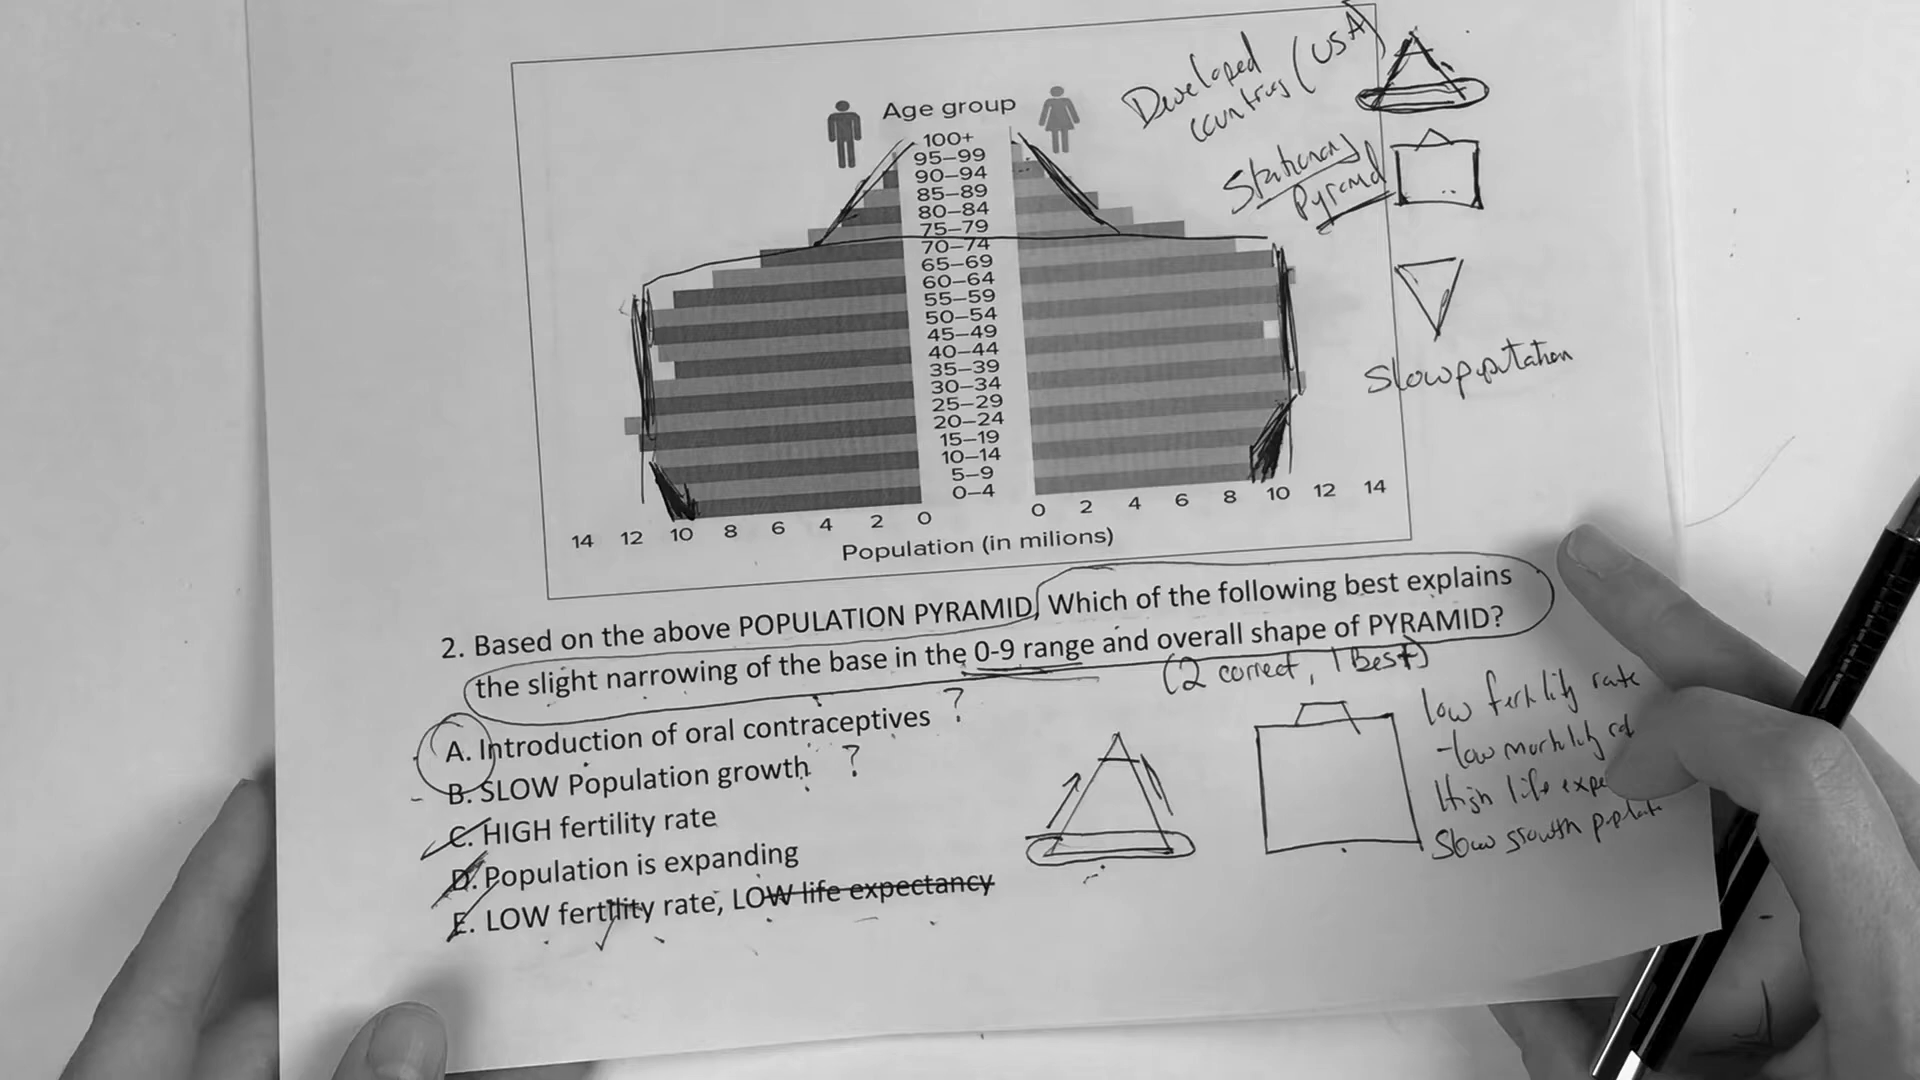 Developed
countries (USA)
Stationary
Pyramid
Slow poputation
Age group
100+
95–99
90–94
85–89
80–84
75–79
70–74
65–69
60–64
55–59
50–54
45–49
40–44
35–39
30–34
25–29
20–24
15–19
10–14
5–9
0–4
14 12 10 8 6 4 2 0 0 2 4 6 8 10 12 14
Population (in milions)
2. Based on the above POPULATION PYRAMID, Which of the following best explains
the slight narrowing of the base in the 0-9 range and overall shape of PYRAMID?
(2 correct, 1 Best)
A. Introduction of oral contraceptives ?
B. SLOW Population growth ?
C. HIGH fertility rate
D. Population is expanding
E. LOW fertility rate, LOW life expectancy
low fertility rate
-low mortality
High life
Slow growth